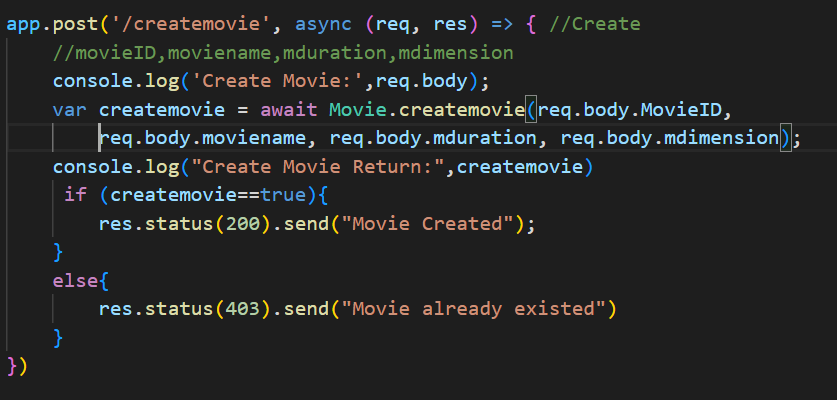 app.post('/createmovie', async (req, res) => { //Create
    //movieID,moviename,mduration,mdimension
    console.log('Create Movie:',req.body);
    var createmovie = await Movie.createmovie(req.body.MovieID,
        req.body.moviename, req.body.mduration, req.body.mdimension);
    console.log("Create Movie Return:",createmovie)
     if (createmovie==true){
        res.status(200).send("Movie Created");
    }
    else{
        res.status(403).send("Movie already existed")
    }
})